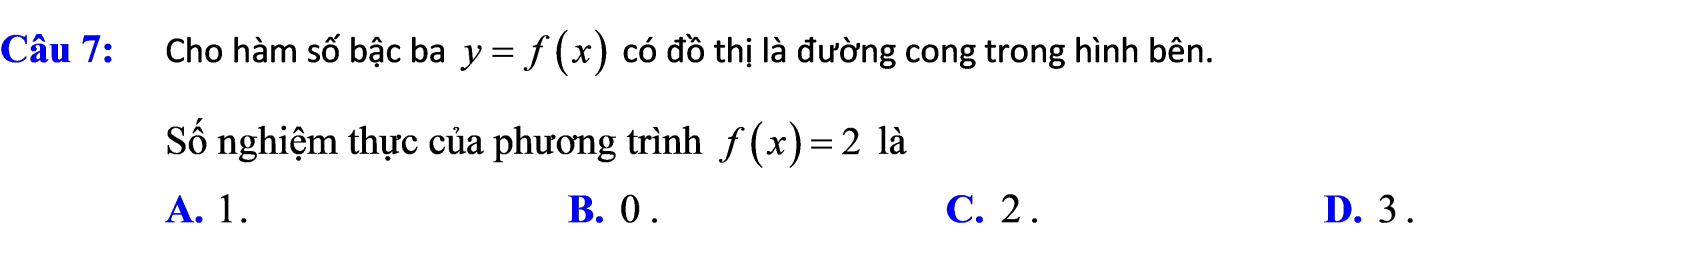 Câu 7: Cho hàm số bậc ba y = f(x) có đồ thị là đường cong trong hình bên.
Số nghiệm thực của phương trình f(x) = 2 là
A. 1. B. 0. C. 2. D. 3.